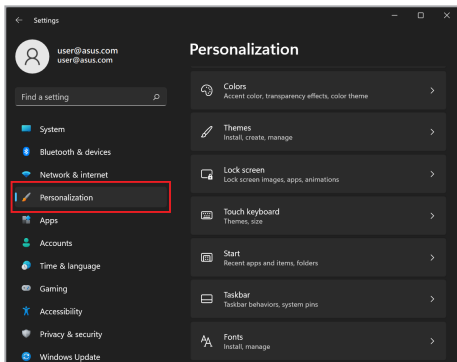 Settings
user@asus.com
user@asus.com
Find a setting
System
Bluetooth & devices
Network & internet
Personalization
Apps
Accounts
Time & language
Gaming
Accessibility
Privacy & security
Windows Update
Personalization
Colors
Accent color, transparency effects, color theme
Themes
Install, create, manage
Lock screen
Lock screen images, apps, animations
Touch keyboard
Themes, size
Start
Recent apps and items, folders
Taskbar
Taskbar behaviors, system pins
Fonts
Install, manage